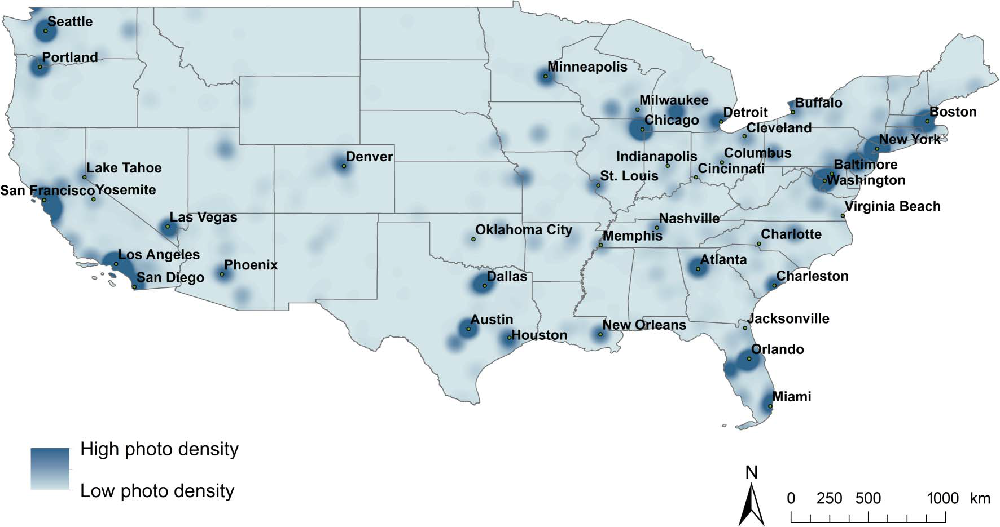 Seattle
Portland
Minneapolis
Milwaukee
Buffalo
Detroit
Boston
Chicago
Cleveland
New York
Denver
Indianapolis
Columbus
Lake Tahoe
Cincinnati
Baltimore
St. Louis
Washington
San Francisco
Yosemite
Virginia Beach
Las Vegas
Nashville
Oklahoma City
Memphis
Charlotte
Los Angeles
Phoenix
Atlanta
San Diego
Dallas
Charleston
Austin
Jacksonville
New Orleans
Houston
Orlando
Miami
High photo density
Low photo density
N
0 250 500 1000 km